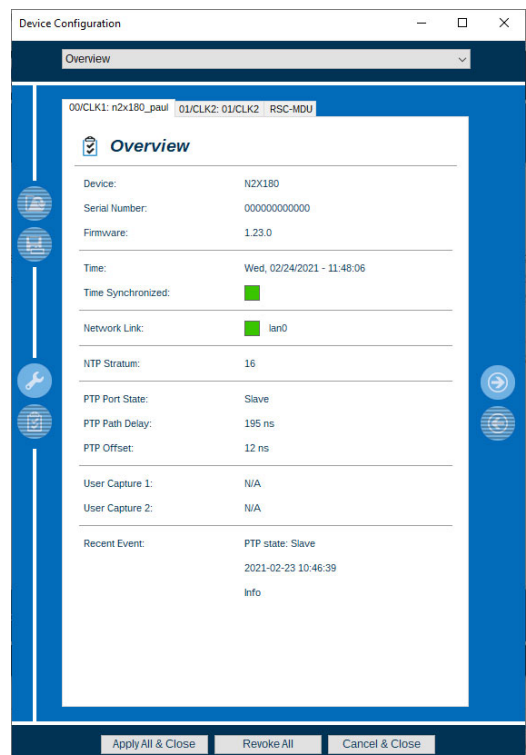 Device Configuration
Overview
00/CLK1: n2x180_paul 01/CLK2: 01/CLK2 RSC-MDU
Overview
Device: N2X180
Serial Number: 000000000000
Firmware: 1.23.0
Time: Wed, 02/24/2021 - 11:48:06
Time Synchronized:
Network Link: lan0
NTP Stratum: 16
PTP Port State: Slave
PTP Path Delay: 195 ns
PTP Offset: 12 ns
User Capture 1: N/A
User Capture 2: N/A
Recent Event: PTP state: Slave
2021-02-23 10:46:39
Info
Apply All & Close Revoke All Cancel & Close